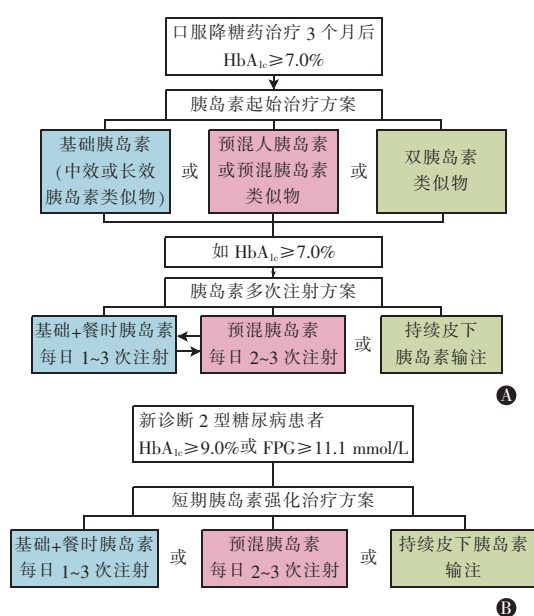 口服降糖药治疗 3 个月后
HbA1c≥7.0%
胰岛素起始治疗方案
基础胰岛素
(中效或长效
胰岛素类似物)
或
预混人胰岛素
或预混胰岛素
类似物
或
双胰岛素
类似物
如 HbA1c≥7.0%
胰岛素多次注射方案
基础+餐时胰岛素
每日 1~3 次注射
预混胰岛素
每日 2~3 次注射
或
持续皮下
胰岛素输注
A
新诊断 2 型糖尿病患者
HbA1c≥9.0%或 FPG≥11.1 mmol/L
短期胰岛素强化治疗方案
基础+餐时胰岛素
每日 1~3 次注射
或
预混胰岛素
每日 2~3 次注射
或
持续皮下胰岛素
输注
B